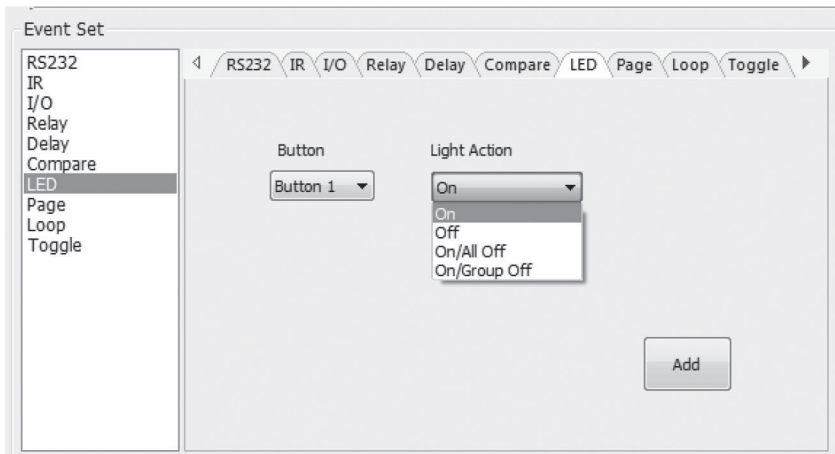 Event Set
RS232
IR
I/O
Relay
Delay
Compare
LED
Page
Loop
Toggle
RS232 IR I/O Relay Delay Compare LED Page Loop Toggle
Button Light Action
Button 1 On
On
Off
On/All Off
On/Group Off
Add